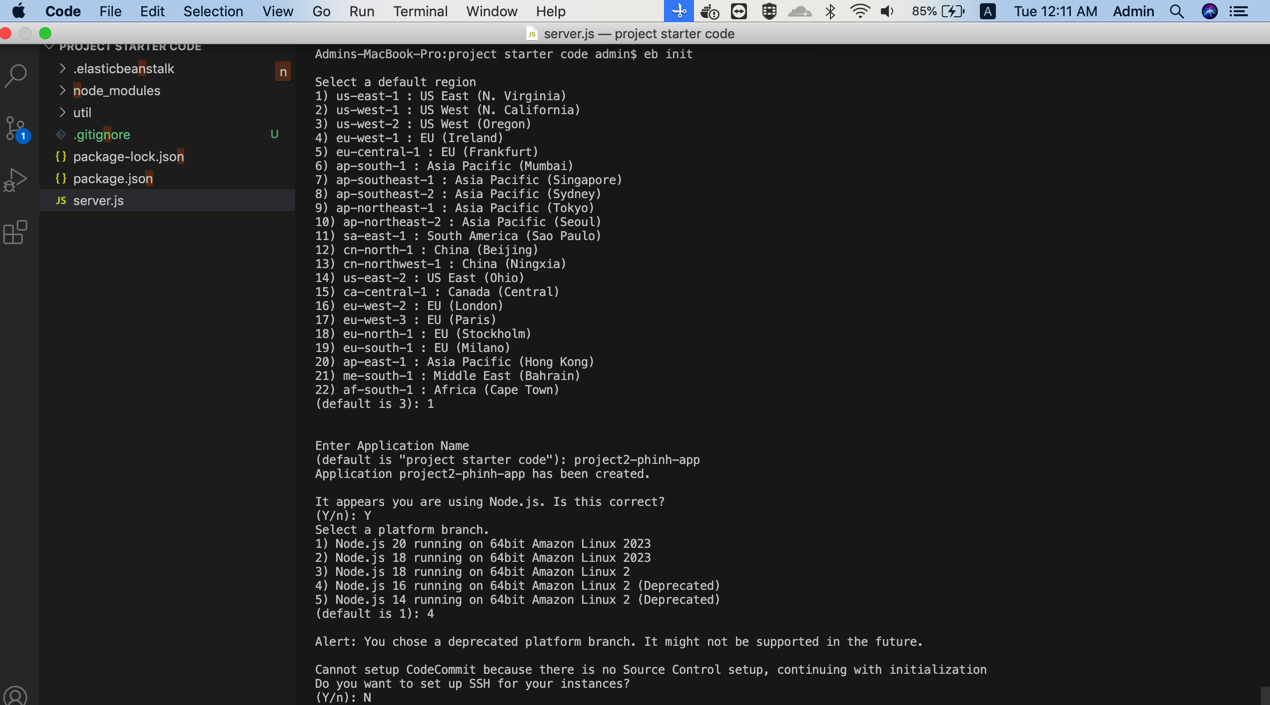 Code File Edit Selection View Go Run Terminal Window Help 85% A Tue 12:11 AM Admin
JS server.js — project starter code
PROJECT STARTER CODE
.elasticbeanstalk
n
node_modules
util
.gitignore U
1
{} package-lock.json
{} package.json
JS server.js
Admins-MacBook-Pro:project starter code admin$ eb init
Select a default region
1) us-east-1 : US East (N. Virginia)
2) us-west-1 : US West (N. California)
3) us-west-2 : US West (Oregon)
4) eu-west-1 : EU (Ireland)
5) eu-central-1 : EU (Frankfurt)
6) ap-south-1 : Asia Pacific (Mumbai)
7) ap-southeast-1 : Asia Pacific (Singapore)
8) ap-southeast-2 : Asia Pacific (Sydney)
9) ap-northeast-1 : Asia Pacific (Tokyo)
10) ap-northeast-2 : Asia Pacific (Seoul)
11) sa-east-1 : South America (Sao Paulo)
12) cn-north-1 : China (Beijing)
13) cn-northwest-1 : China (Ningxia)
14) us-east-2 : US East (Ohio)
15) ca-central-1 : Canada (Central)
16) eu-west-2 : EU (London)
17) eu-west-3 : EU (Paris)
18) eu-north-1 : EU (Stockholm)
19) eu-south-1 : EU (Milano)
20) ap-east-1 : Asia Pacific (Hong Kong)
21) me-south-1 : Middle East (Bahrain)
22) af-south-1 : Africa (Cape Town)
(default is 3): 1
Enter Application Name
(default is "project starter code"): project2-phinh-app
Application project2-phinh-app has been created.
It appears you are using Node.js. Is this correct?
(Y/n): Y
Select a platform branch.
1) Node.js 20 running on 64bit Amazon Linux 2023
2) Node.js 18 running on 64bit Amazon Linux 2023
3) Node.js 18 running on 64bit Amazon Linux 2
4) Node.js 16 running on 64bit Amazon Linux 2 (Deprecated)
5) Node.js 14 running on 64bit Amazon Linux 2 (Deprecated)
(default is 1): 4
Alert: You chose a deprecated platform branch. It might not be supported in the future.
Cannot setup CodeCommit because there is no Source Control setup, continuing with initialization
Do you want to set up SSH for your instances?
(Y/n): N